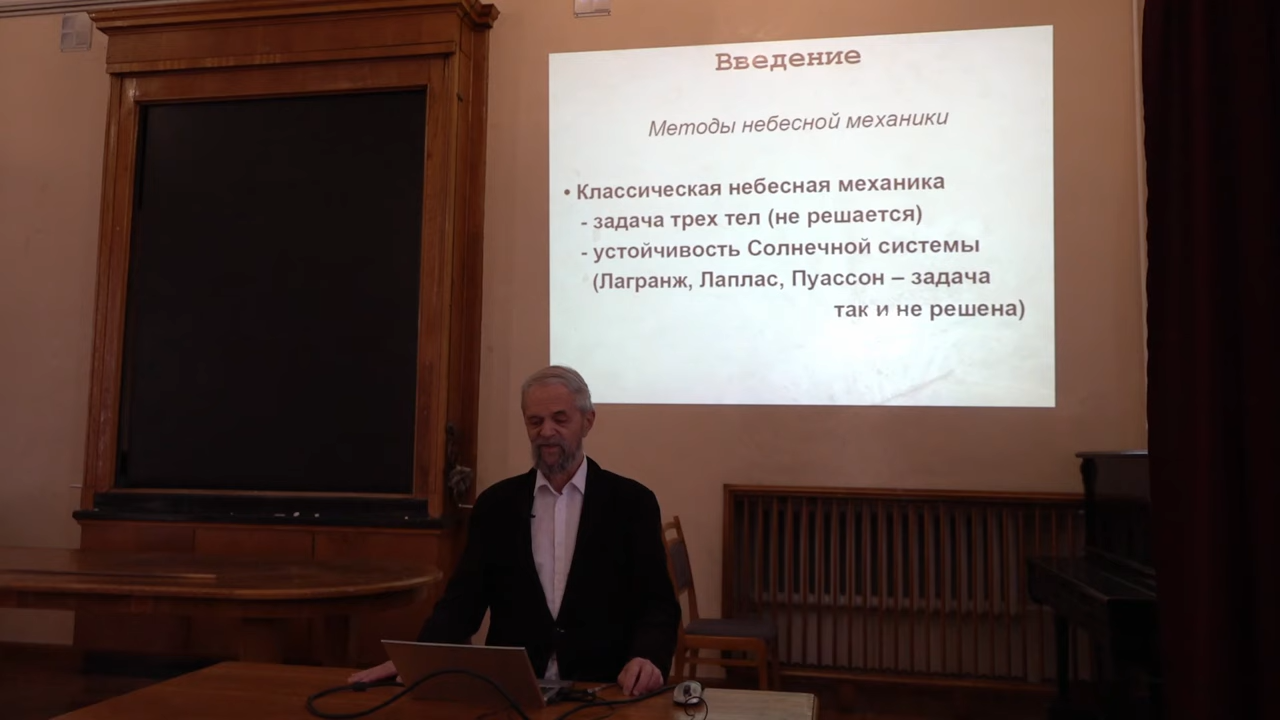 Введение
Методы небесной механики
• Классическая небесная механика
- задача трех тел (не решается)
- устойчивость Солнечной системы
(Лагранж, Лаплас, Пуассон – задача
так и не решена)